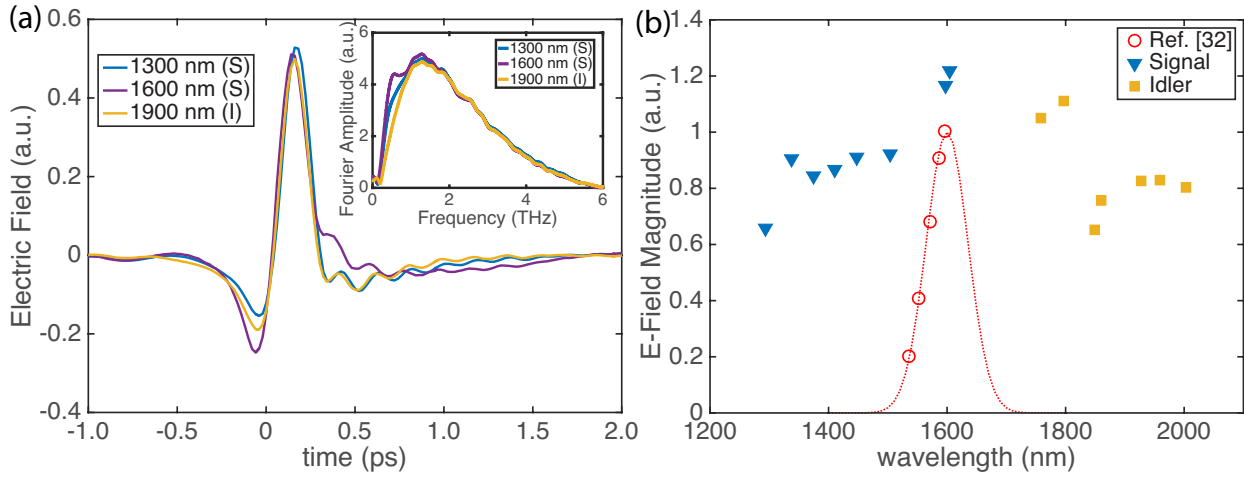 (a)
Electric Field (a.u.)
0.6
0.4
0.2
0
-0.2
-0.4
1300 nm (S)
1600 nm (S)
1900 nm (I)
Fourier Amplitude (a.u.)
6
4
2
0
1300 nm (S)
1600 nm (S)
1900 nm (I)
0 2 4 6
Frequency (THz)
-1.0 -0.5 0 0.5 1.0 1.5 2.0
time (ps)
(b)
E-Field Magnitude (a.u.)
1.4
1.2
1
0.8
0.6
0.4
0.2
0
Ref. [32]
Signal
Idler
1200 1400 1600 1800 2000
wavelength (nm)